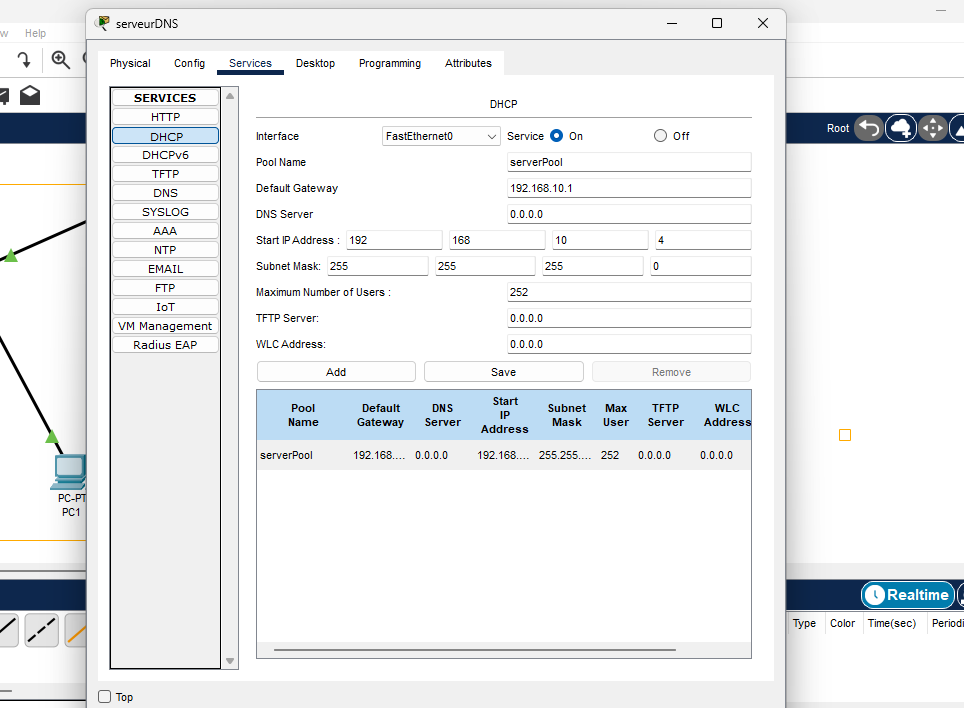 serveurDNS
Help
Physical Config Services Desktop Programming Attributes
SERVICES
HTTP
DHCP
DHCPv6
TFTP
DNS
SYSLOG
AAA
NTP
EMAIL
FTP
IoT
VM Management
Radius EAP
DHCP
Interface FastEthernet0 Service On Off
Pool Name serverPool
Default Gateway 192.168.10.1
DNS Server 0.0.0.0
Start IP Address : 192 168 10 4
Subnet Mask: 255 255 255 0
Maximum Number of Users : 252
TFTP Server: 0.0.0.0
WLC Address: 0.0.0.0
Add Save Remove
Pool Name Default Gateway DNS Server Start IP Address Subnet Mask Max User TFTP Server WLC Address
serverPool 192.168.... 0.0.0.0 192.168.... 255.255.... 252 0.0.0.0 0.0.0.0
Top
Root
PC-PT
PC1
Realtime
Type Color Time(sec) Periodi